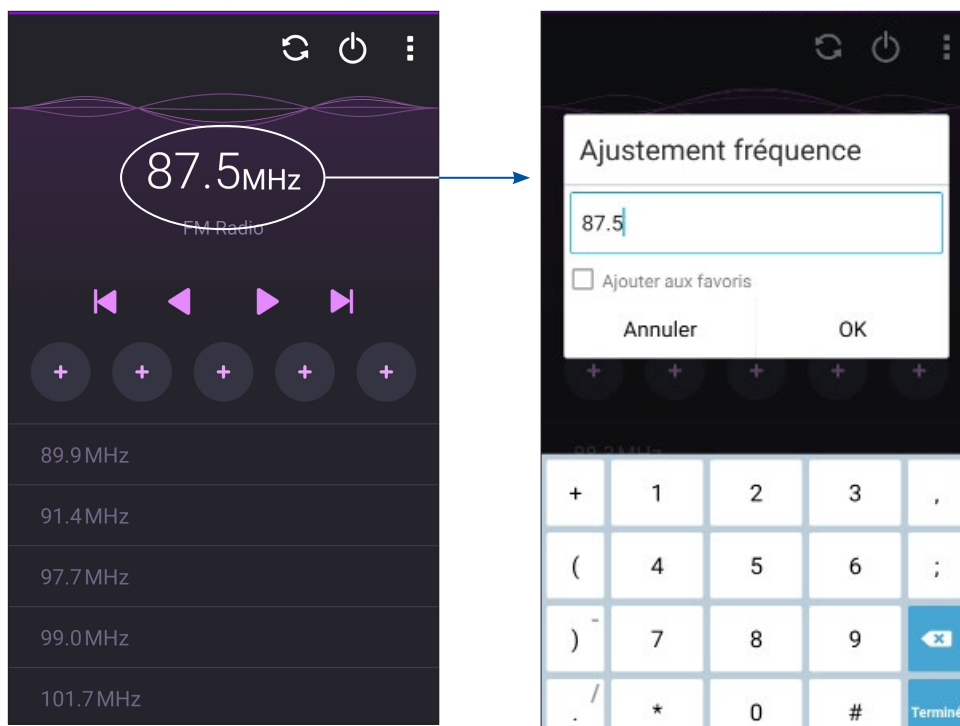 87.5MHz
FM Radio
+ + + + +
89.9MHz
91.4MHz
97.7MHz
99.0MHz
101.7MHz
Ajustement fréquence
87.5
Ajouter aux favoris
Annuler OK
+ + + + +
+ 1 2 3 ,
( 4 5 6 ;
) - 7 8 9
. / * 0 # Terminé